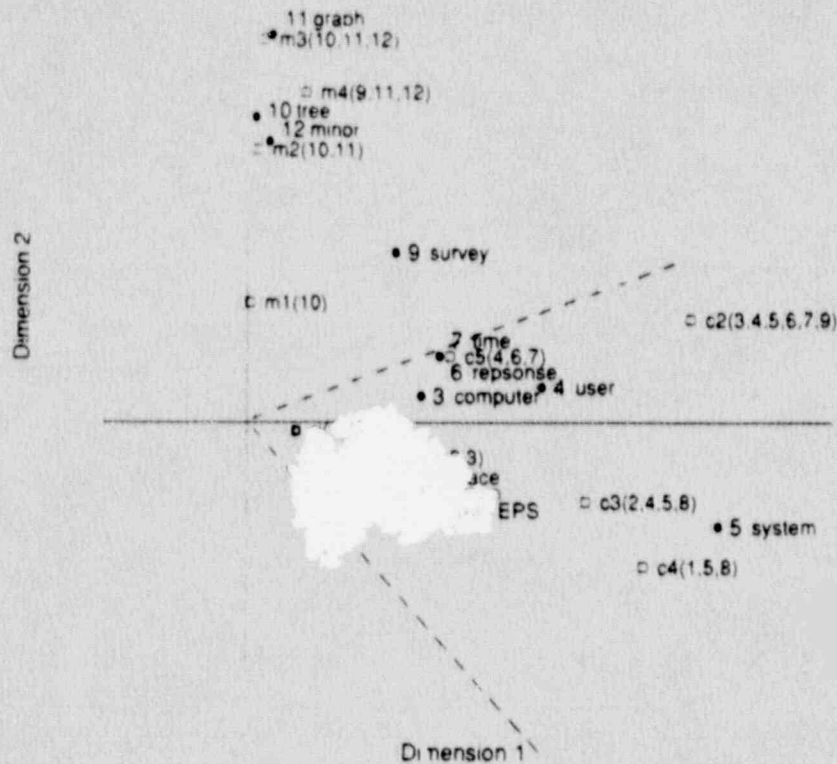 11 graph
m3(10,11,12)
m4(9,11,12)
10 tree
12 minor
m2(10,11)
Dimension 2
9 survey
m1(10)
c2(3,4,5,6,7,9)
7 time
c5(4,6,7)
6 repsonse
4 user
3 computer
3)
ace
EPS
c3(2,4,5,8)
5 system
c4(1,5,8)
Dimension 1